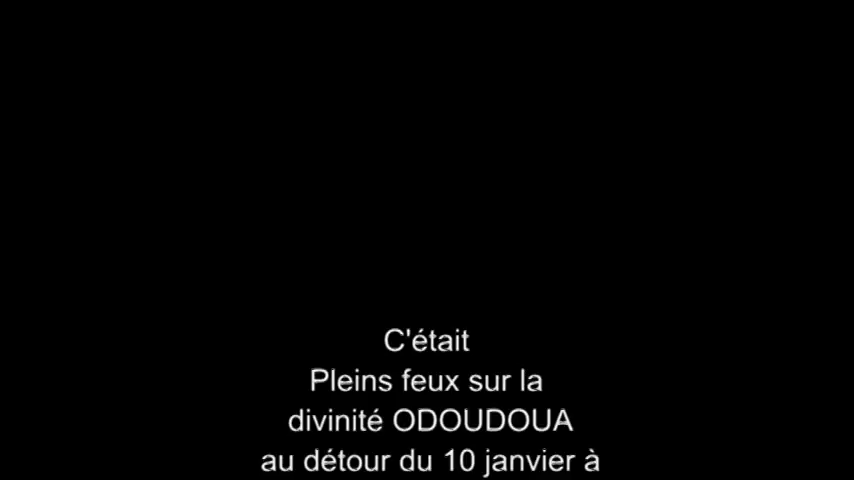 C'était
Pleins feux sur la
divinité ODOUDOUA
au détour du 10 janvier à